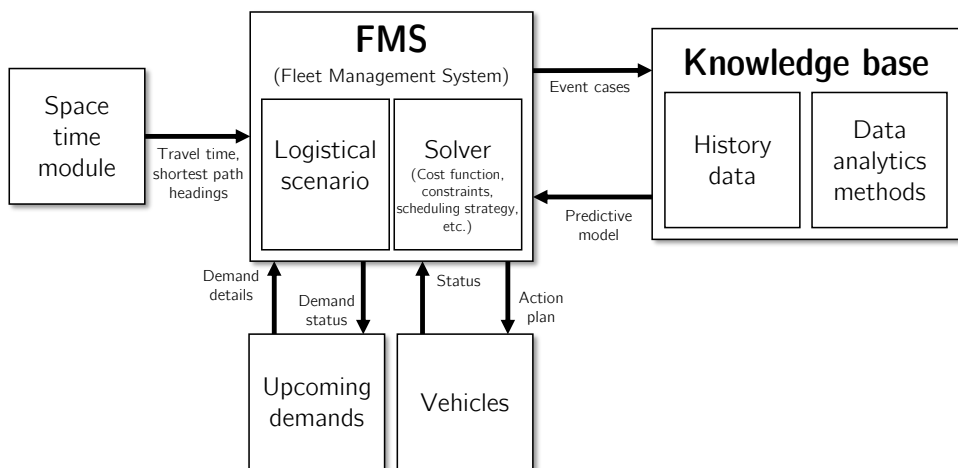 FMS
(Fleet Management System)
Knowledge base
Space
time
module
Travel time,
shortest path
headings
Logistical
scenario
Solver
(Cost function,
constraints,
scheduling strategy,
etc.)
Event cases
Predictive
model
History
data
Data
analytics
methods
Demand
details
Demand
status
Status
Action
plan
Upcoming
demands
Vehicles